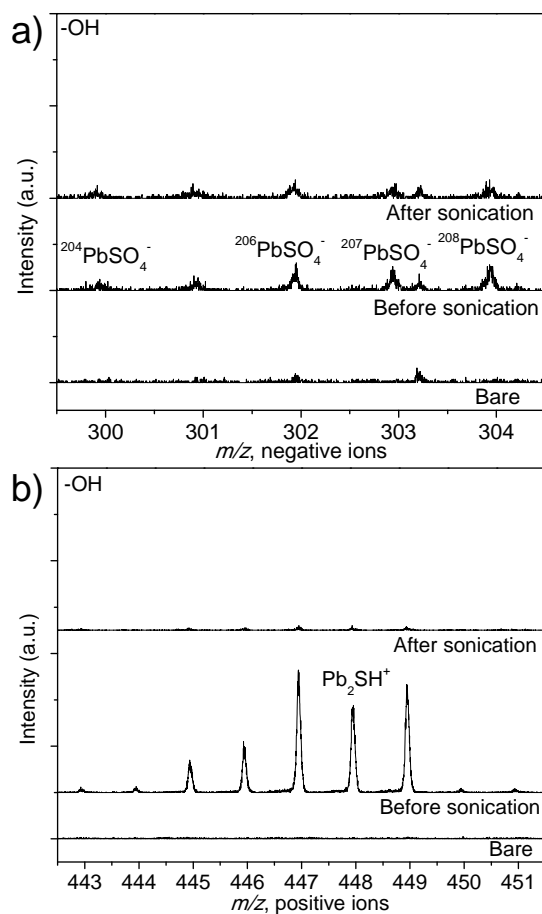 a)
-OH
Intensity (a.u.)
After sonication
²⁰⁴PbSO₄⁻
²⁰⁶PbSO₄⁻
²⁰⁷PbSO₄⁻
²⁰⁸PbSO₄⁻
Before sonication
Bare
300 301 302 303 304
m/z, negative ions
b)
-OH
Intensity (a.u.)
After sonication
Pb₂SH⁺
Before sonication
Bare
443 444 445 446 447 448 449 450 451
m/z, positive ions